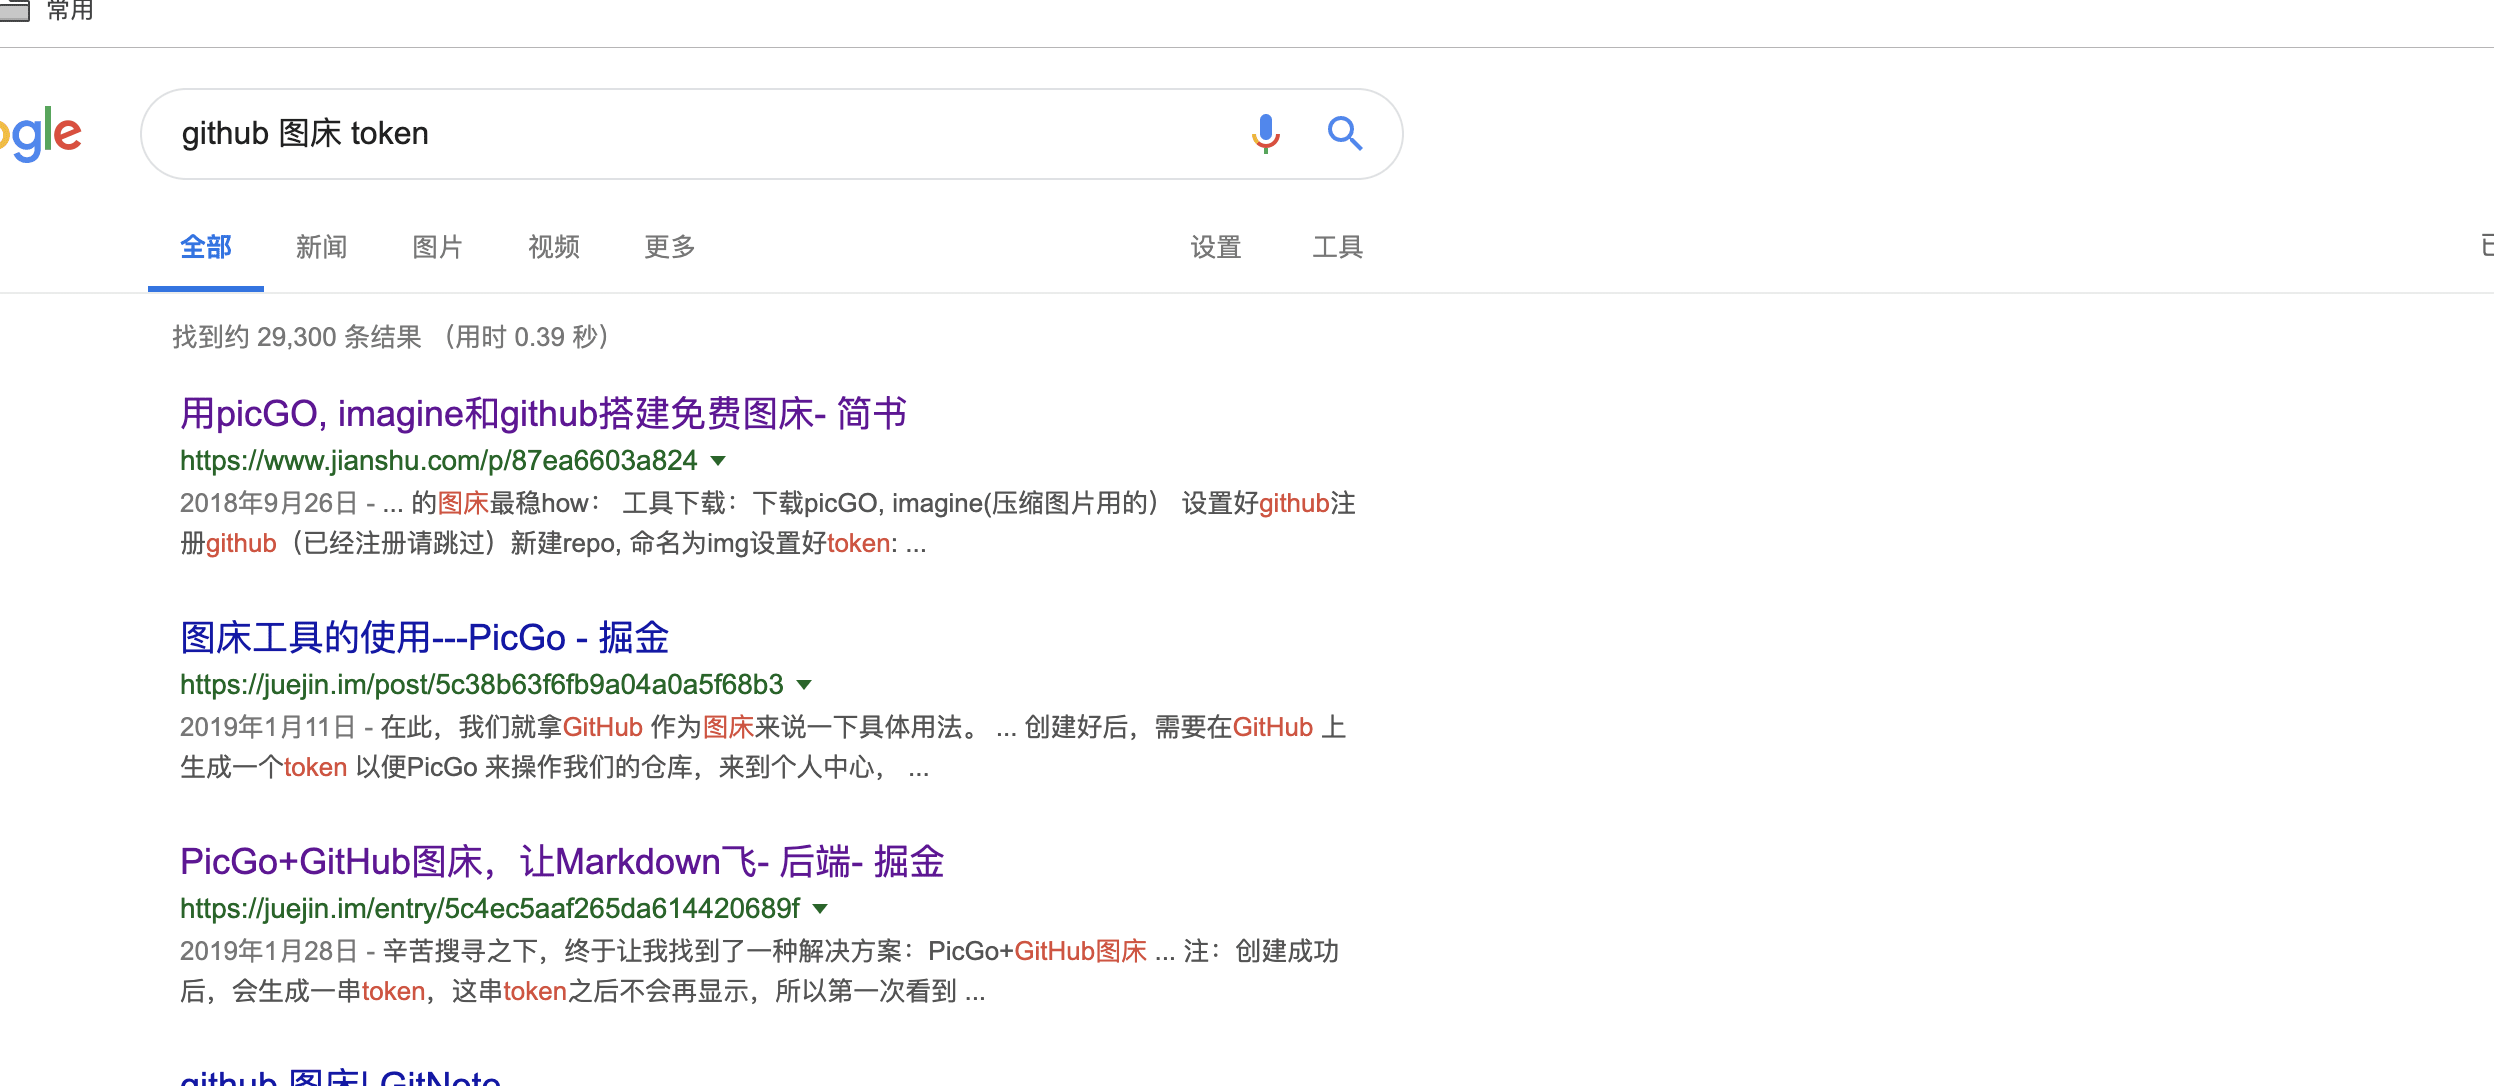 常用
ogle
github 图床 token
全部 新闻 图片 视频 更多 设置 工具
找到约 29,300 条结果 （用时 0.39 秒）
用picGO, imagine和github搭建免费图床- 简书
https://www.jianshu.com/p/87ea6603a824
2018年9月26日 - ... 的图床最稳how： 工具下载：下载picGO, imagine(压缩图片用的） 设置好github注
册github（已经注册请跳过）新建repo, 命名为img设置好token: ...
图床工具的使用---PicGo - 掘金
https://juejin.im/post/5c38b63f6fb9a04a0a5f68b3
2019年1月11日 - 在此，我们就拿GitHub 作为图床来说一下具体用法。 ... 创建好后，需要在GitHub 上
生成一个token 以便PicGo 来操作我们的仓库，来到个人中心， ...
PicGo+GitHub图床，让Markdown飞- 后端- 掘金
https://juejin.im/entry/5c4ec5aaf265da614420689f
2019年1月28日 - 辛苦搜寻之下，终于让我找到了一种解决方案：PicGo+GitHub图床 ... 注：创建成功
后，会生成一串token，这串token之后不会再显示，所以第一次看到 ...
github 图床| GitNote